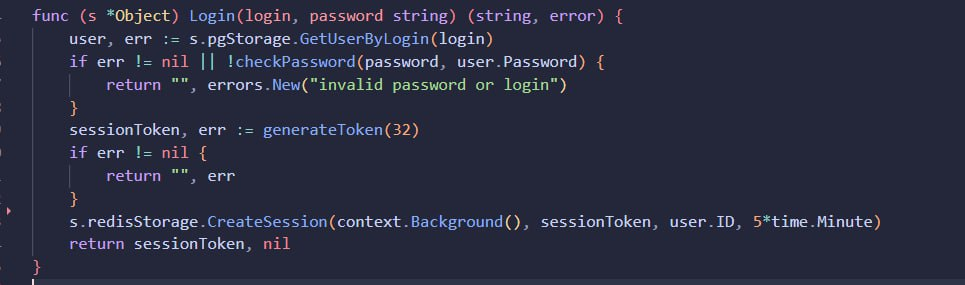 func (s *Object) Login(login, password string) (string, error) {
    user, err := s.pgStorage.GetUserByLogin(login)
    if err != nil || !checkPassword(password, user.Password) {
        return "", errors.New("invalid password or login")
    }
    sessionToken, err := generateToken(32)
    if err != nil {
        return "", err
    }
    s.redisStorage.CreateSession(context.Background(), sessionToken, user.ID, 5*time.Minute)
    return sessionToken, nil
}